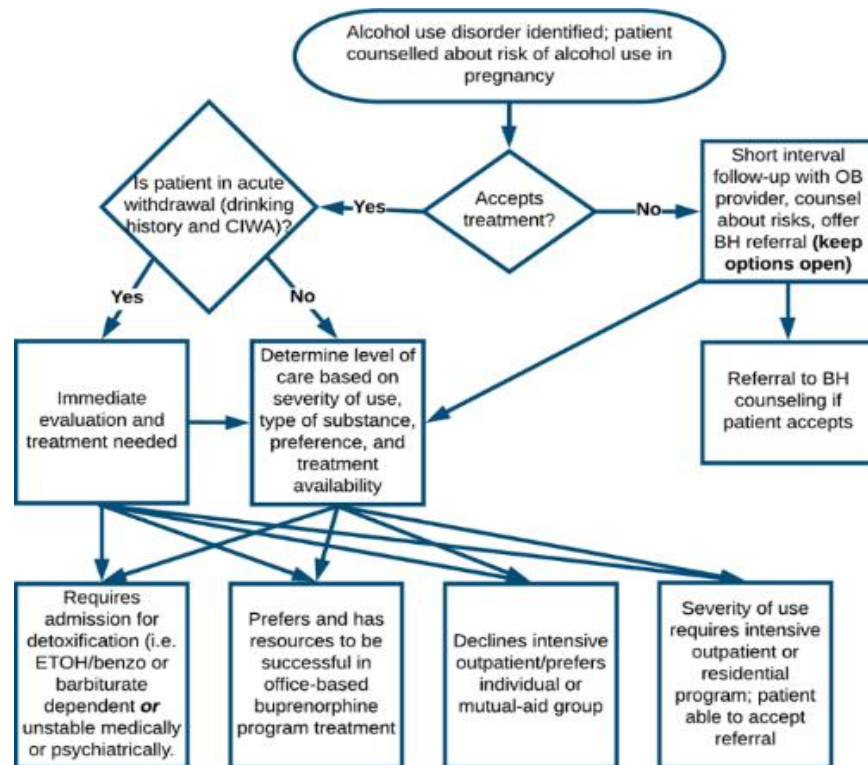 Alcohol use disorder identified; patient
counselled about risk of alcohol use in
pregnancy
Is patient in acute
withdrawal (drinking
history and CIWA)?
Yes
Accepts
treatment?
No
Short interval
follow-up with OB
provider, counsel
about risks, offer
BH referral (keep
options open)
Yes
No
Immediate
evaluation and
treatment needed
Determine level of
care based on
severity of use,
type of substance,
preference, and
treatment
availability
Referral to BH
counseling if
patient accepts
Requires
admission for
detoxification (i.e.
ETOH/benzo or
barbiturate
dependent or
unstable medically
or psychiatrically.
Prefers and has
resources to be
successful in
office-based
buprenorphine
program treatment
Declines intensive
outpatient/prefers
individual or
mutual-aid group
Severity of use
requires intensive
outpatient or
residential
program; patient
able to accept
referral